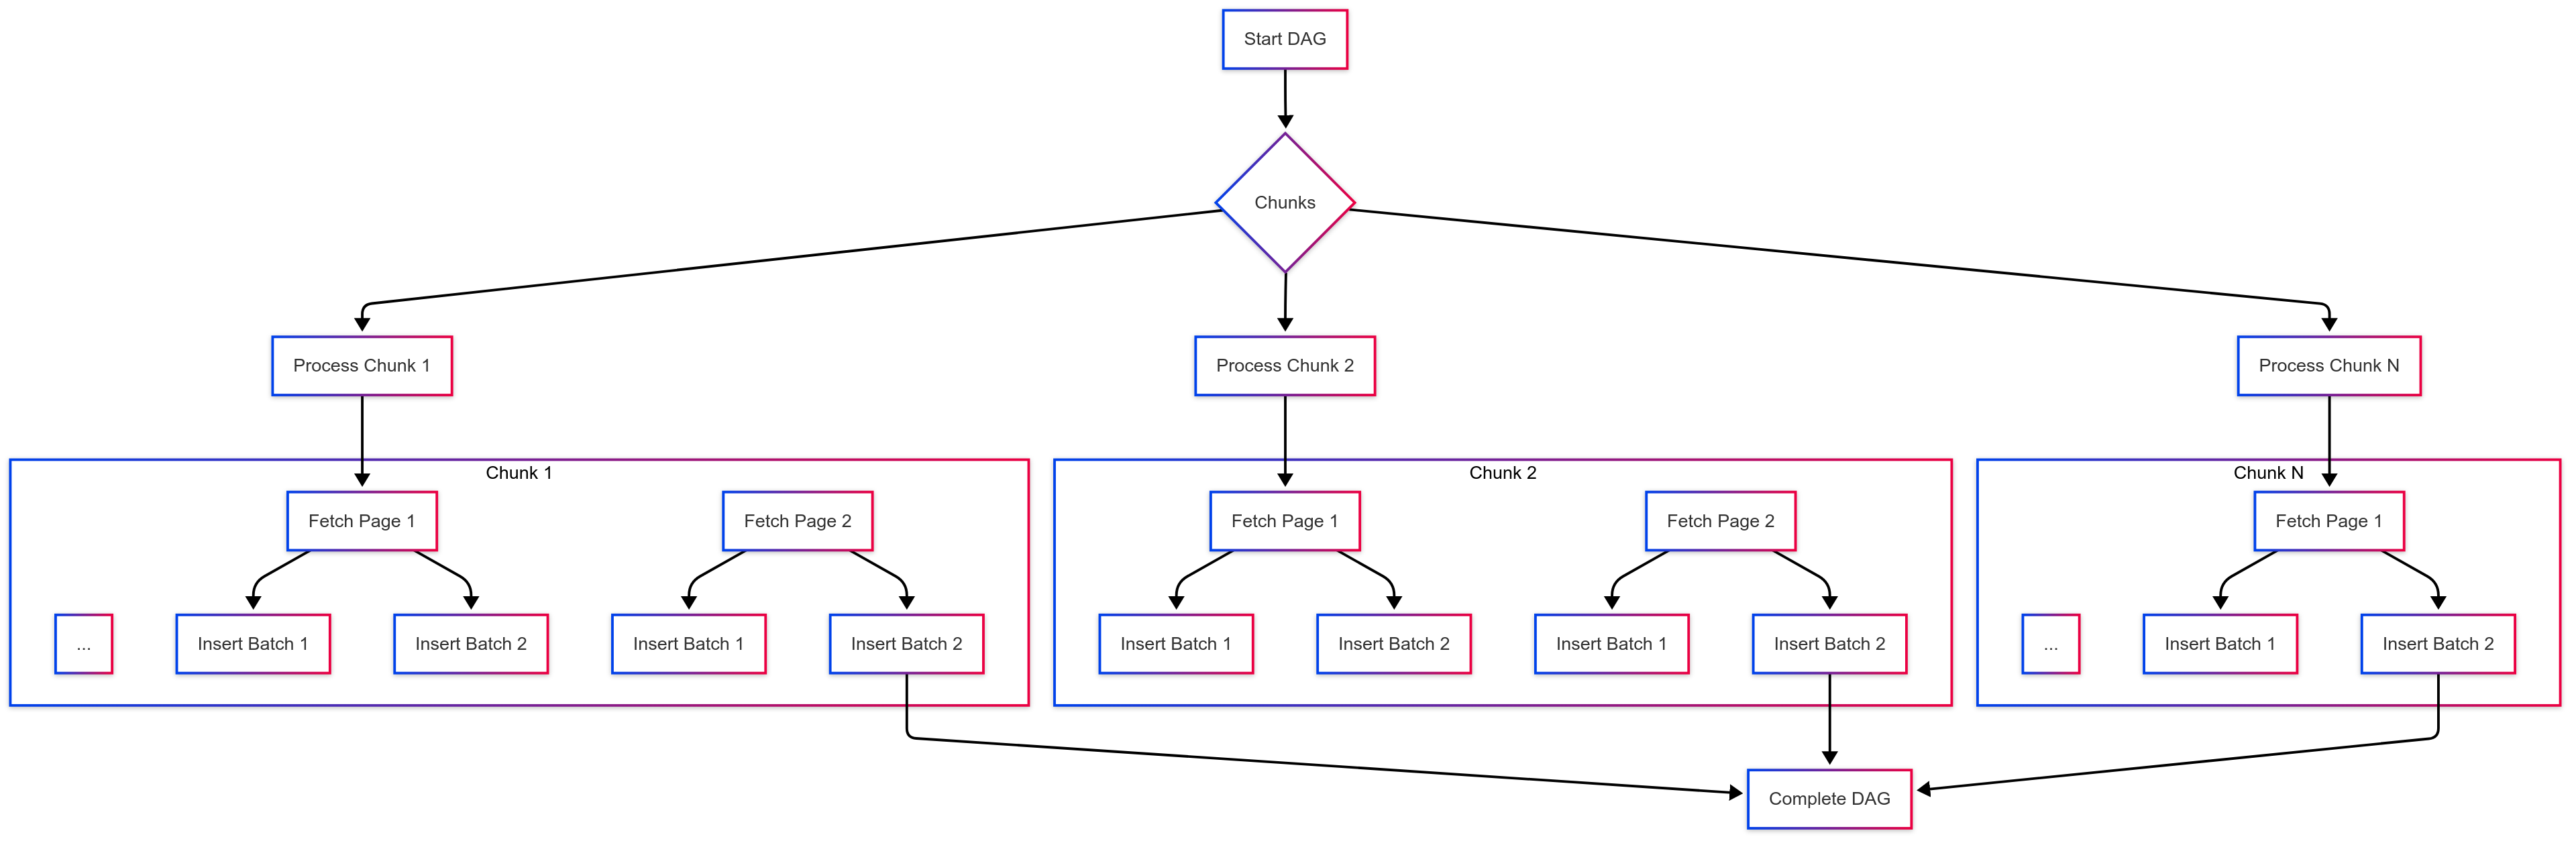 Start DAG
Chunks
Process Chunk 1
Process Chunk 2
Process Chunk N
Chunk 1
Chunk 2
Chunk N
Fetch Page 1
Fetch Page 2
Fetch Page 1
Fetch Page 2
Fetch Page 1
...
Insert Batch 1
Insert Batch 2
Insert Batch 1
Insert Batch 2
Insert Batch 1
Insert Batch 2
Insert Batch 1
Insert Batch 2
...
Insert Batch 1
Insert Batch 2
Complete DAG